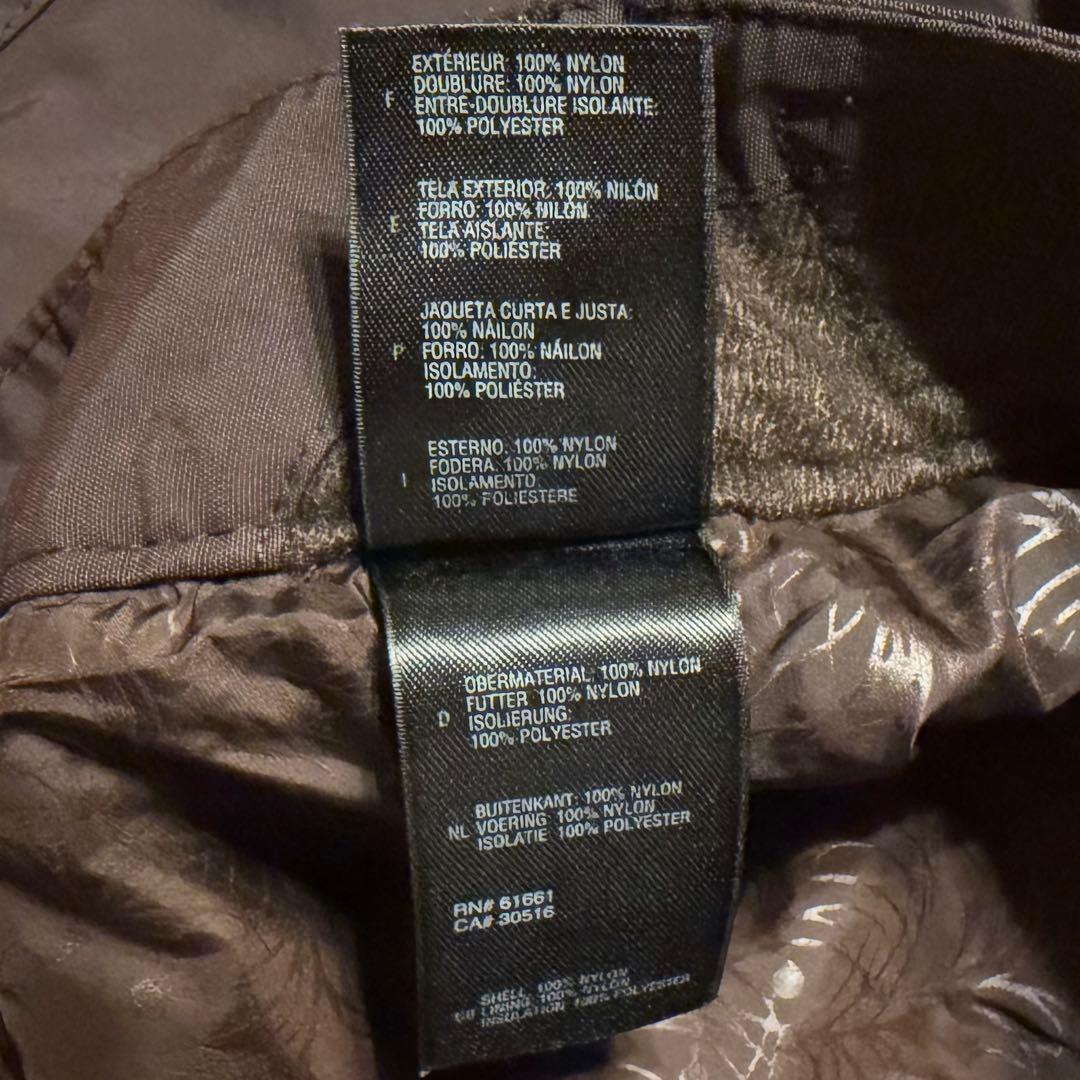 EXTÉRIEUR: 100% NYLON
DOUBLURE: 100% NYLON
F
ENTRE-DOUBLURE ISOLANTE:
100% POLYESTER
TELA EXTERIOR: 100% NILÓN
FORRO: 100% NILÓN
E
TELA AISLANTE:
100% POLIÉSTER
JAQUETA CURTA E JUSTA:
100% NÁILON
P FORRO: 100% NÁILON
ISOLAMENTO:
100% POLIÉSTER
ESTERNO: 100% NYLON
FODERA: 100% NYLON
I ISOLAMENTO
100% POLIESTERE
OBERMATERIAL: 100% NYLON
FUTTER 100% NYLON
D ISOLIERUNG:
100% POLYESTER
BUITENKANT: 100% NYLON
NL VOERING 100% NYLON
ISOLATIE 100% POLYESTER
RN# 61661
CA# 30516
SHELL: 100% NYLON
GB LINING: 100% NYLON
INSULATION: 100% POLYESTER